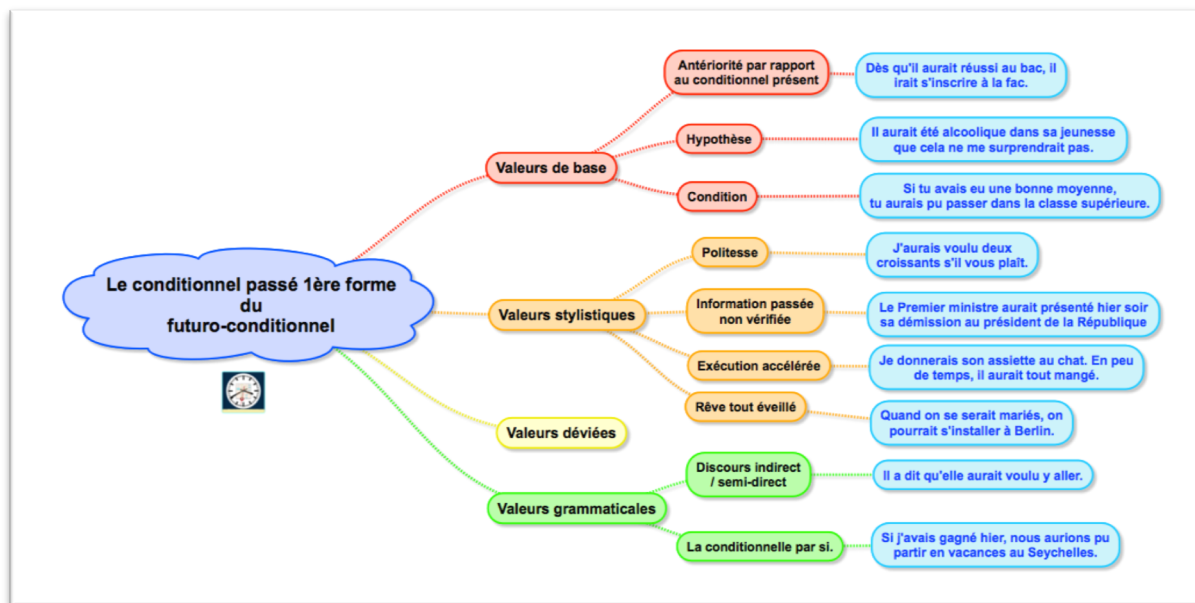 Le conditionnel passé 1ère forme
du
futuro-conditionnel
Valeurs de base
Antériorité par rapport
au conditionnel présent
Dès qu'il aurait réussi au bac, il
irait s'inscrire à la fac.
Hypothèse
Il aurait été alcoolique dans sa jeunesse
que cela ne me surprendrait pas.
Condition
Si tu avais eu une bonne moyenne,
tu aurais pu passer dans la classe supérieure.
Valeurs stylistiques
Politesse
J'aurais voulu deux
croissants s'il vous plaît.
Information passée
non vérifiée
Le Premier ministre aurait présenté hier soir
sa démission au président de la République
Exécution accélérée
Je donnerais son assiette au chat. En peu
de temps, il aurait tout mangé.
Rêve tout éveillé
Quand on se serait mariés, on
pourrait s'installer à Berlin.
Valeurs déviées
Valeurs grammaticales
Discours indirect
/ semi-direct
Il a dit qu'elle aurait voulu y aller.
La conditionnelle par si.
Si j'avais gagné hier, nous aurions pu
partir en vacances au Seychelles.